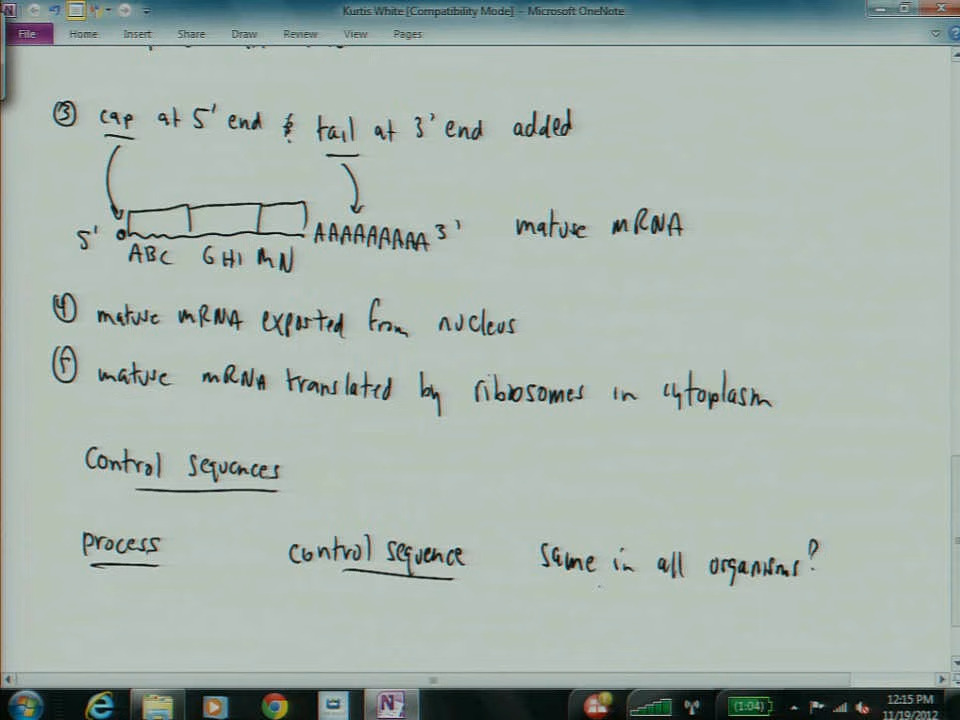 Kurtis White [Compatibility Mode] - Microsoft OneNote
File Home Insert Share Draw Review View Pages
③ cap at 5' end & tail at 3' end added
5' AAAAAAAAA 3' mature mRNA
ABC GHI MN
④ mature mRNA exported from nucleus
⑤ mature mRNA translated by ribosomes in cytoplasm
Control sequences
process control sequence same in all organisms?
(1:04)
12:15 PM
11/19/2012